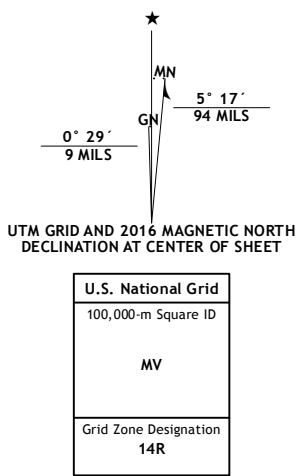 ★
MN
GN
5° 17´
94 MILS
0° 29´
9 MILS
UTM GRID AND 2016 MAGNETIC NORTH
DECLINATION AT CENTER OF SHEET
U.S. National Grid
100,000-m Square ID
MV
Grid Zone Designation
14R